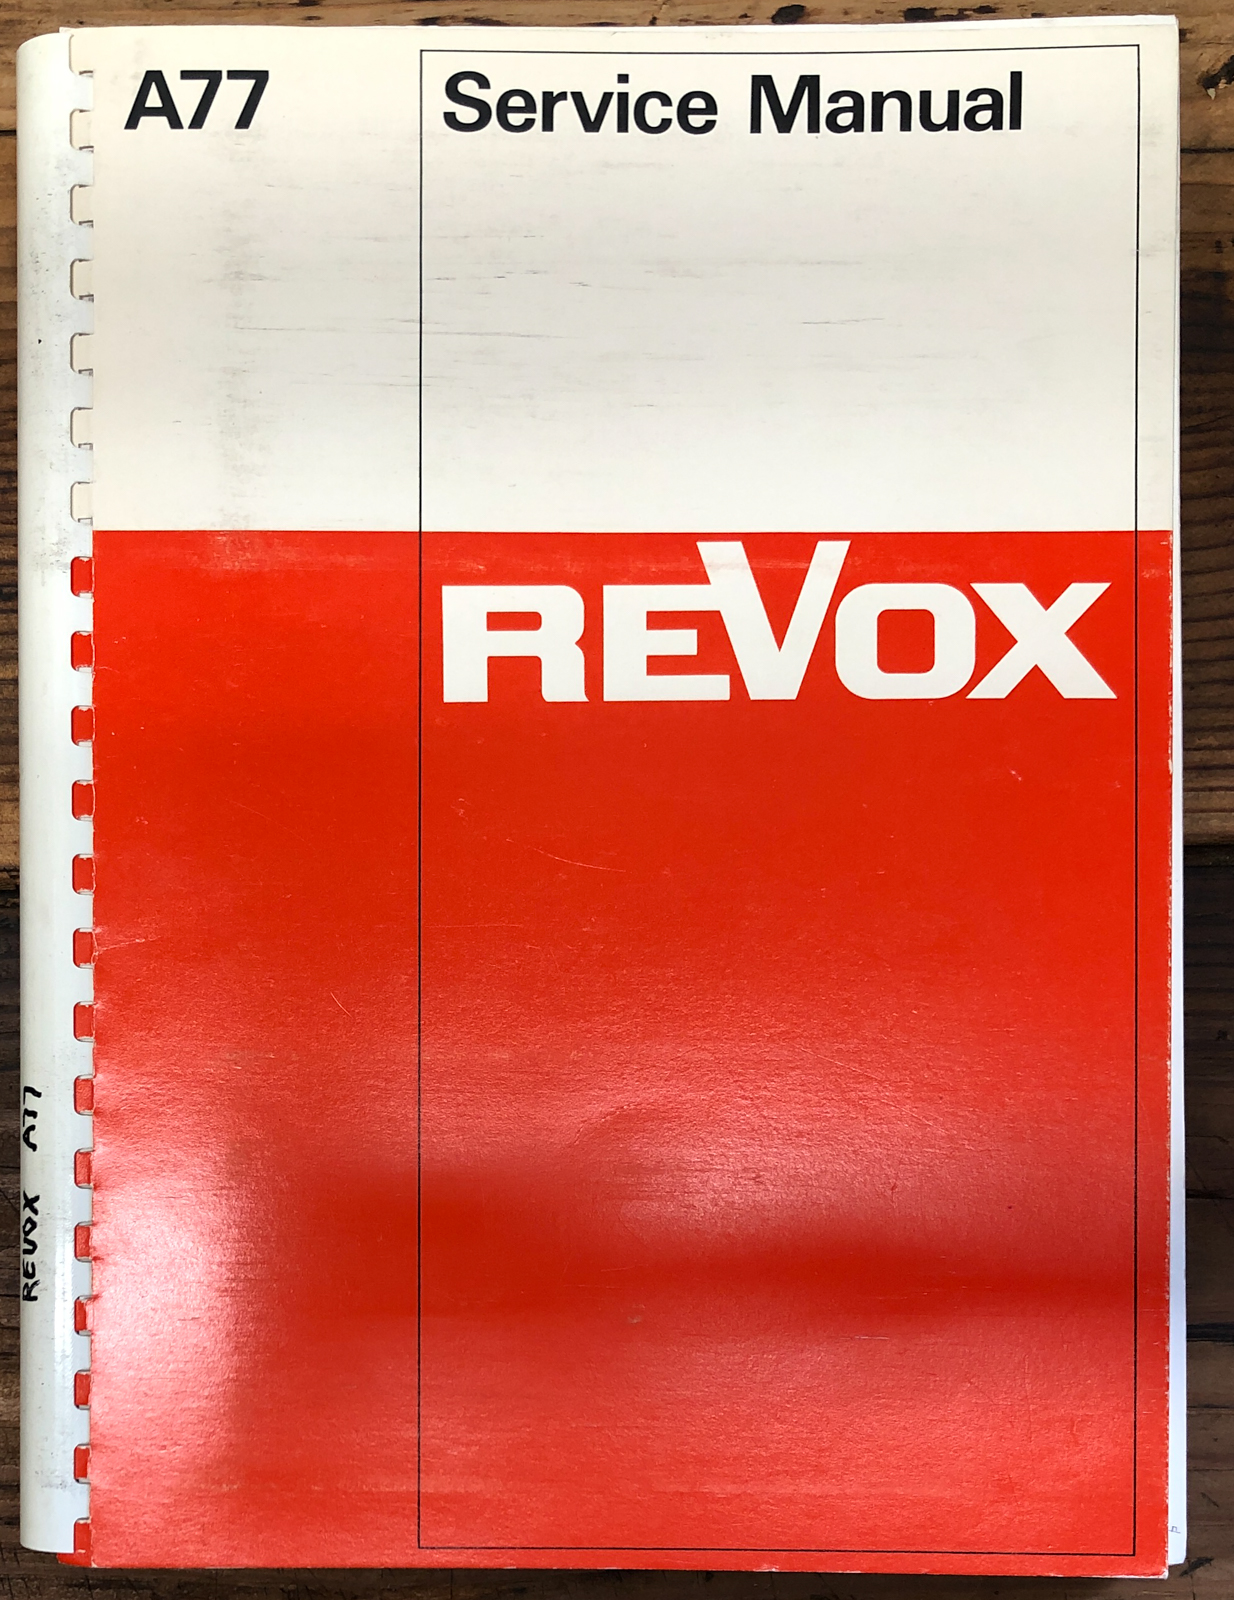 A77
Service Manual
REVOX
REVOX A77